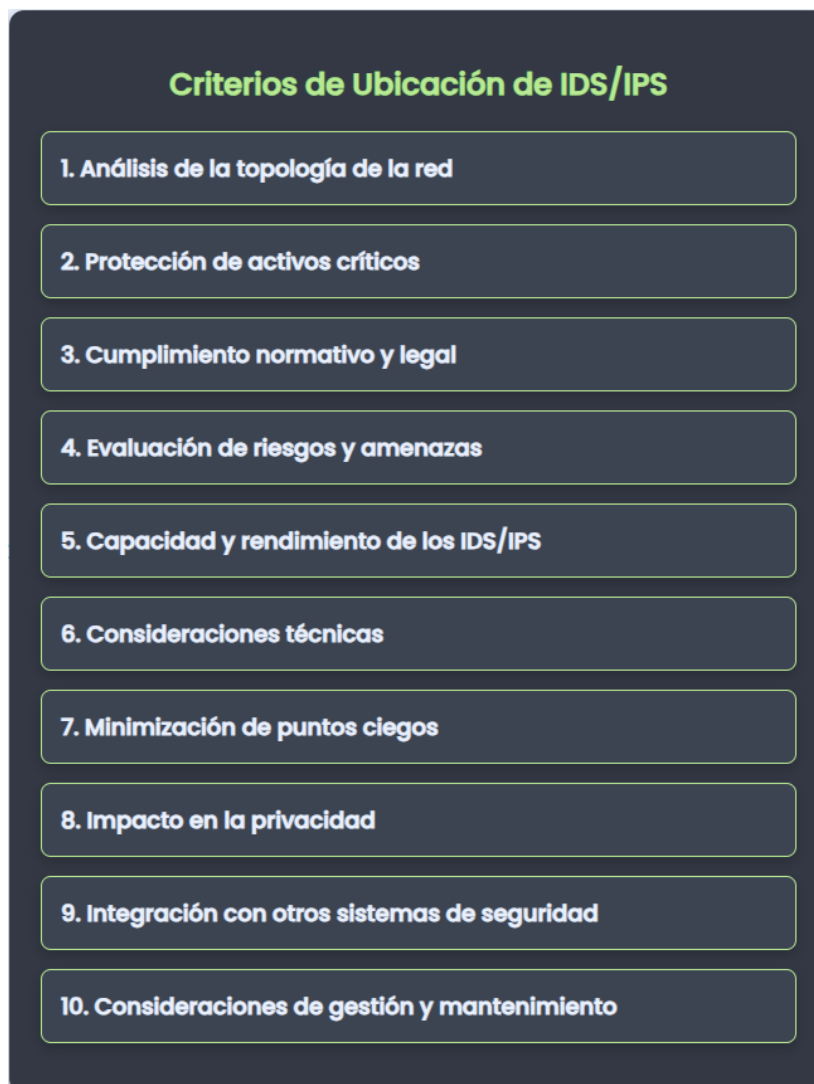 Criterios de Ubicación de IDS/IPS
1. Análisis de la topología de la red
2. Protección de activos críticos
3. Cumplimiento normativo y legal
4. Evaluación de riesgos y amenazas
5. Capacidad y rendimiento de los IDS/IPS
6. Consideraciones técnicas
7. Minimización de puntos ciegos
8. Impacto en la privacidad
9. Integración con otros sistemas de seguridad
10. Consideraciones de gestión y mantenimiento